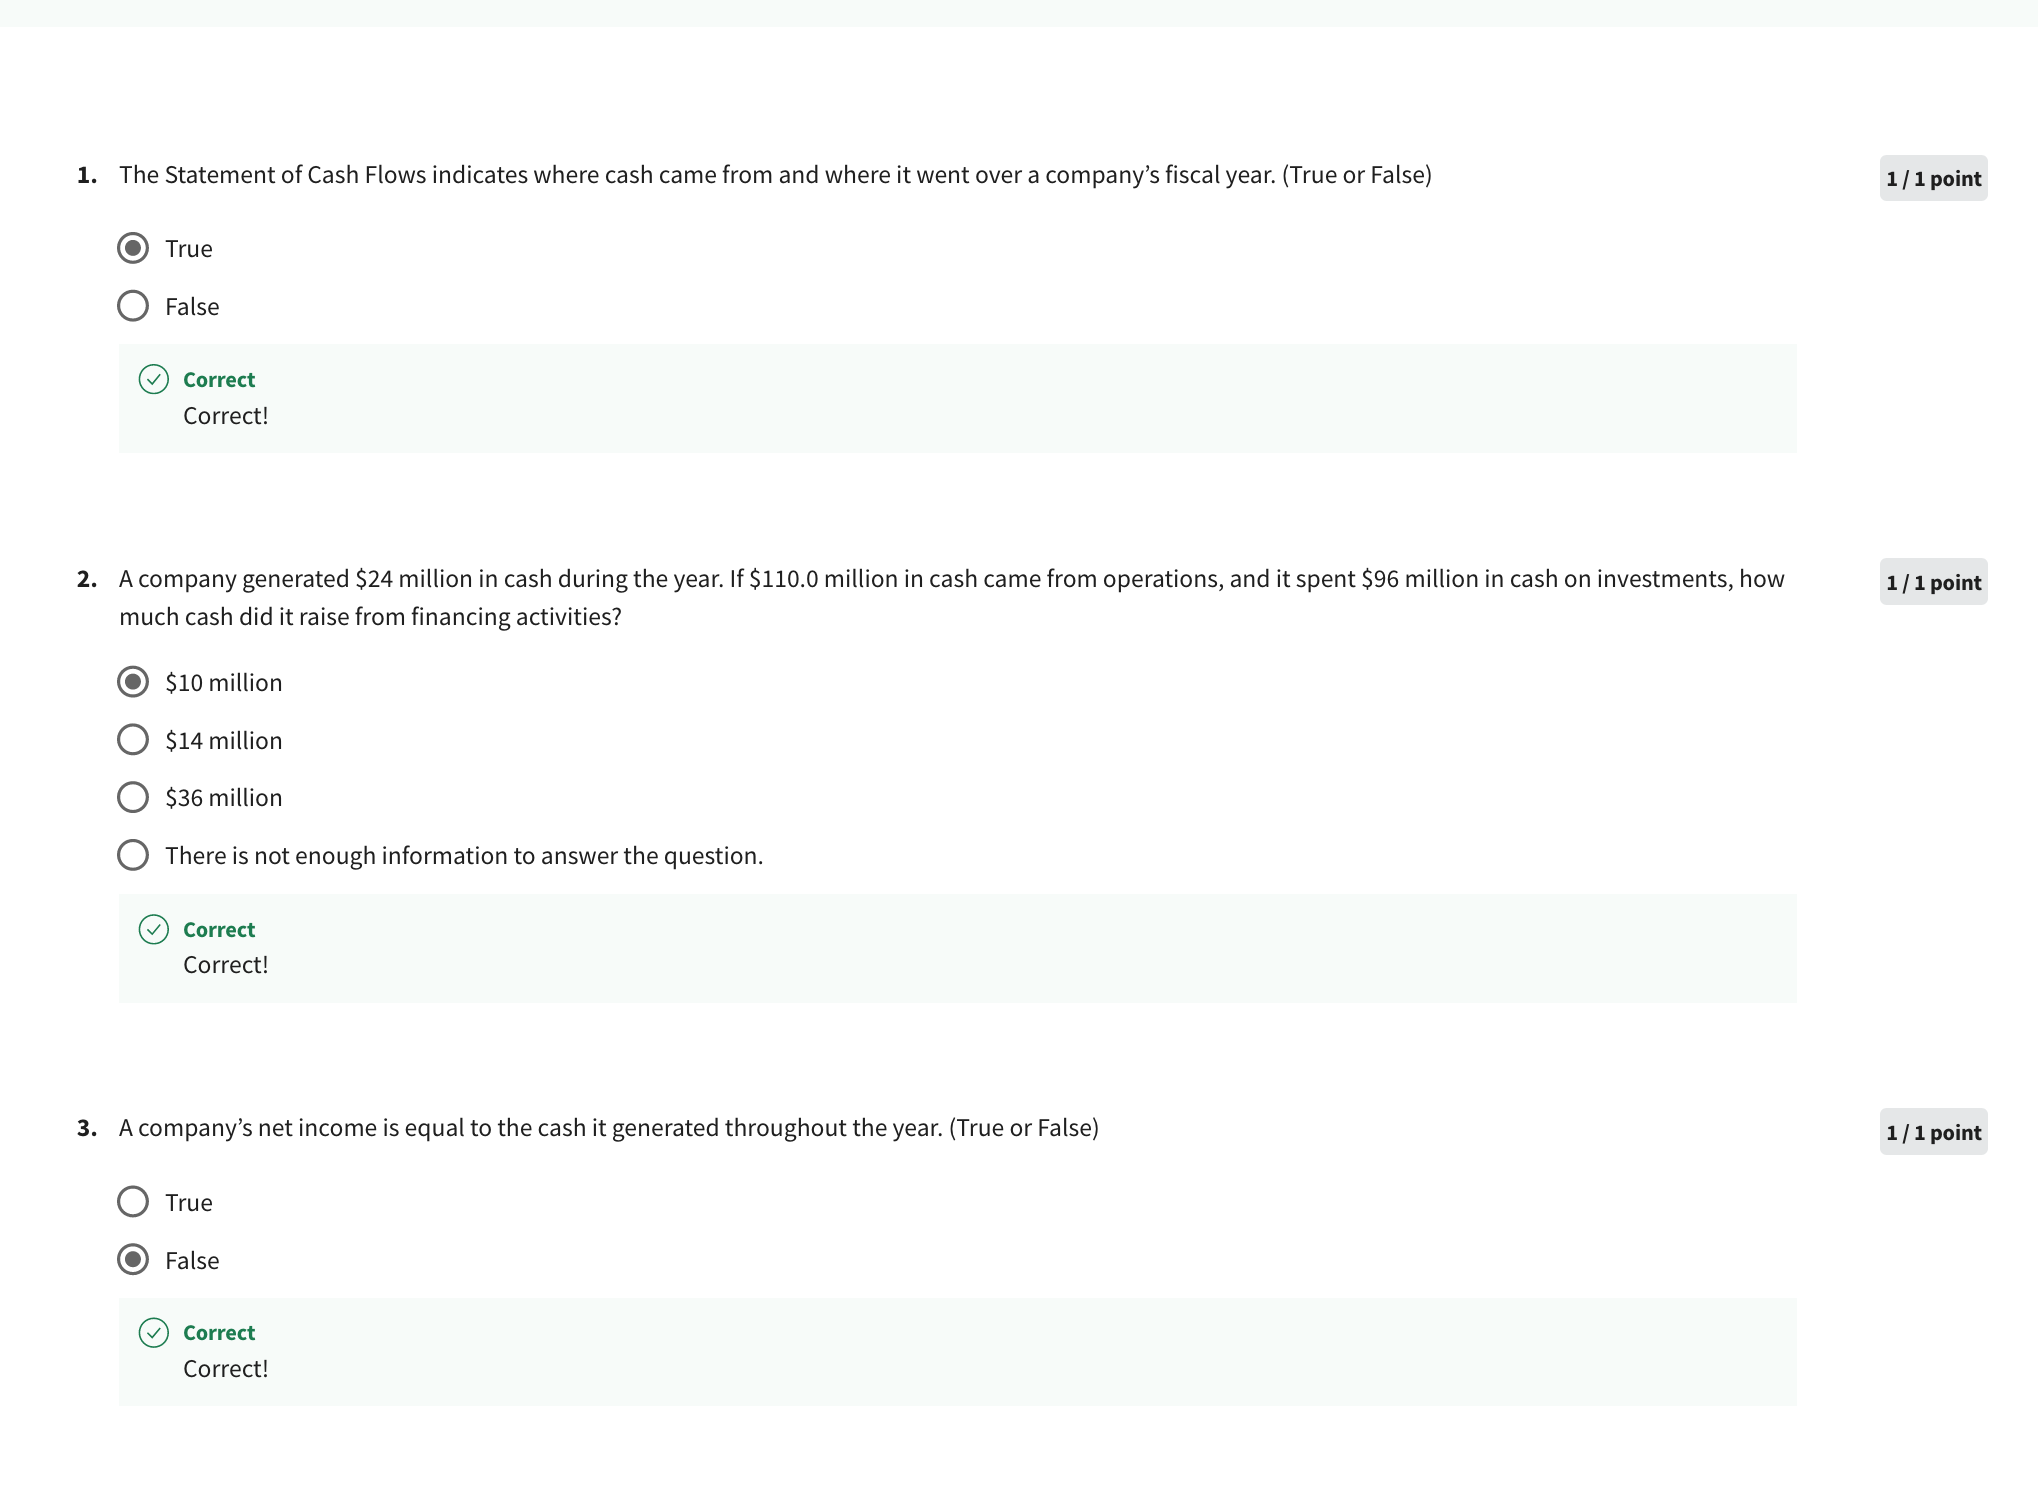 1. The Statement of Cash Flows indicates where cash came from and where it went over a company’s fiscal year. (True or False)
1 / 1 point
True
False
Correct
Correct!
2. A company generated $24 million in cash during the year. If $110.0 million in cash came from operations, and it spent $96 million in cash on investments, how
much cash did it raise from financing activities?
1 / 1 point
$10 million
$14 million
$36 million
There is not enough information to answer the question.
Correct
Correct!
3. A company’s net income is equal to the cash it generated throughout the year. (True or False)
1 / 1 point
True
False
Correct
Correct!